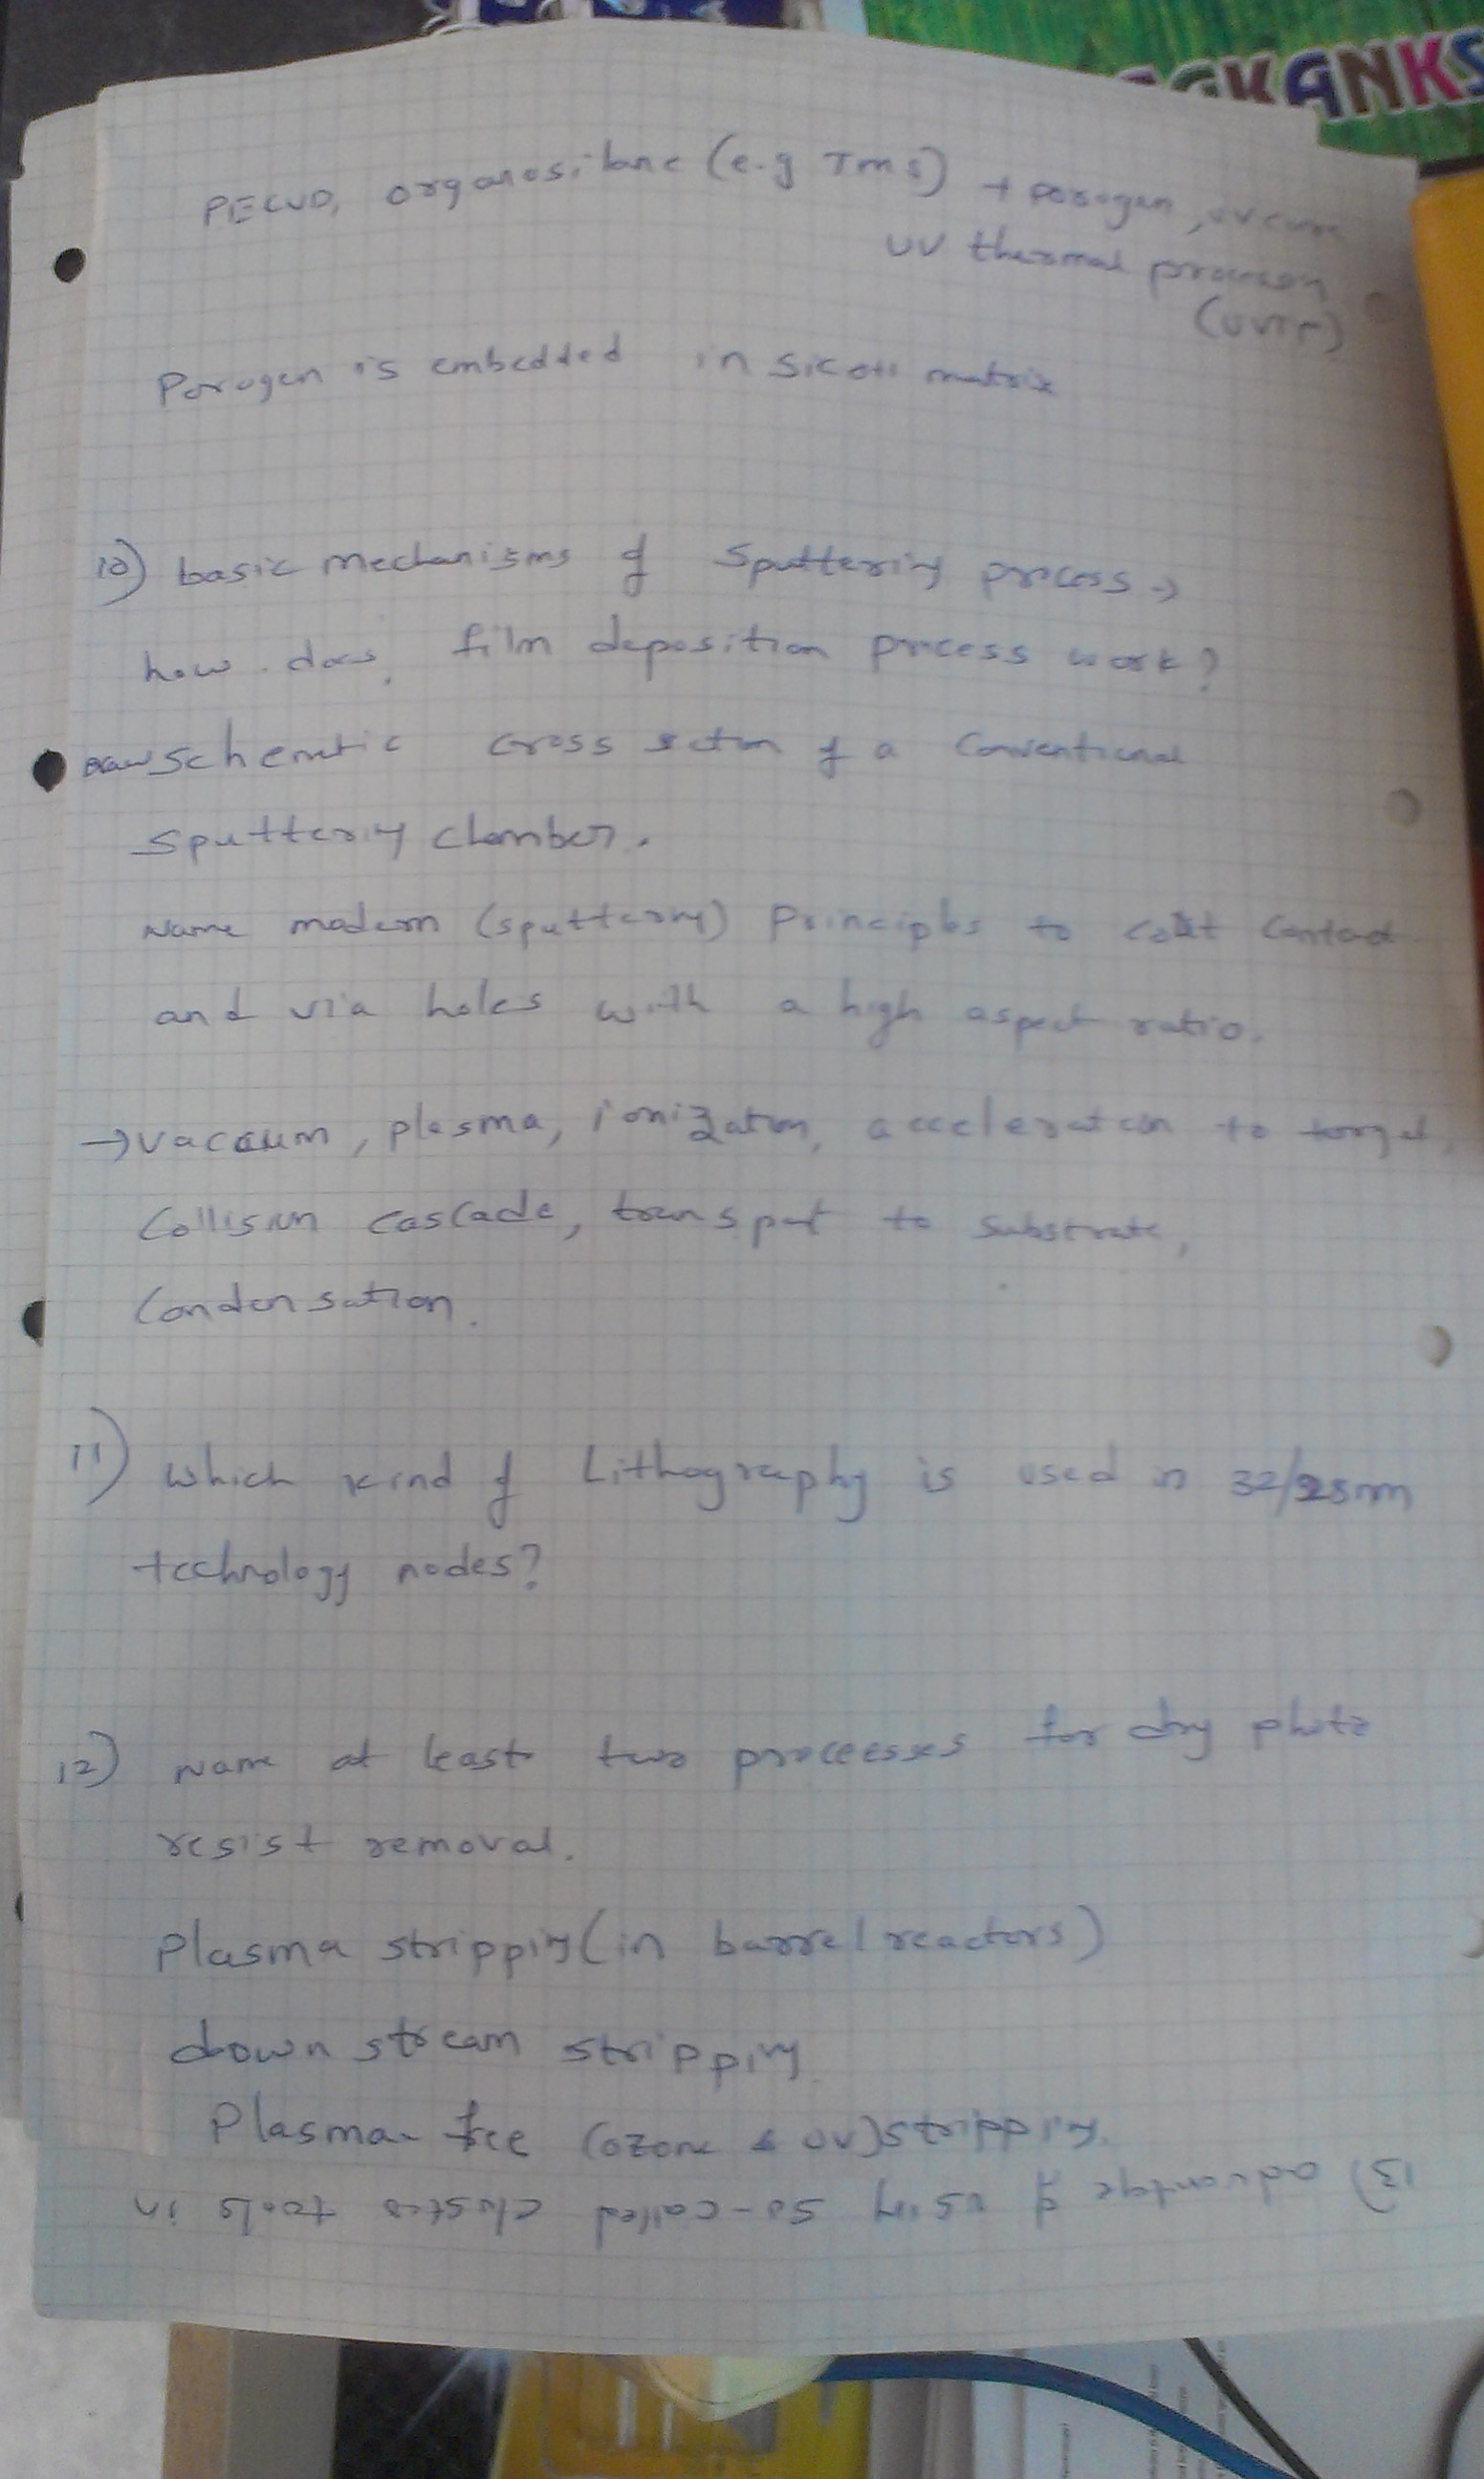 AGKANKS
PECVD, organosilane (e.g TMS) + porogen, uv cure
UV thermal procesen
(UVTP)
Porogen is embedded in SiCOH matrix
10) basic mechanisms of Sputtering process →
how does film deposition process work?
Draw schematic cross section of a Conventional
Sputtering chamber.
Name modern (sputtering) Principles to coat contact
and via holes with a high aspect ratio.
→ vacuum, plasma, ionization, acceleration to target,
Collision cascade, transport to substrate,
Condensation.
11) which kind of Lithography is used in 32/28nm
technology nodes?
12) Name at least two processes for dry photo
resist removal.
Plasma stripping (in barrel reactors)
down stream stripping
Plasma-free (ozone & UV) stripping.
13) advantage of using so-called cluster tools in